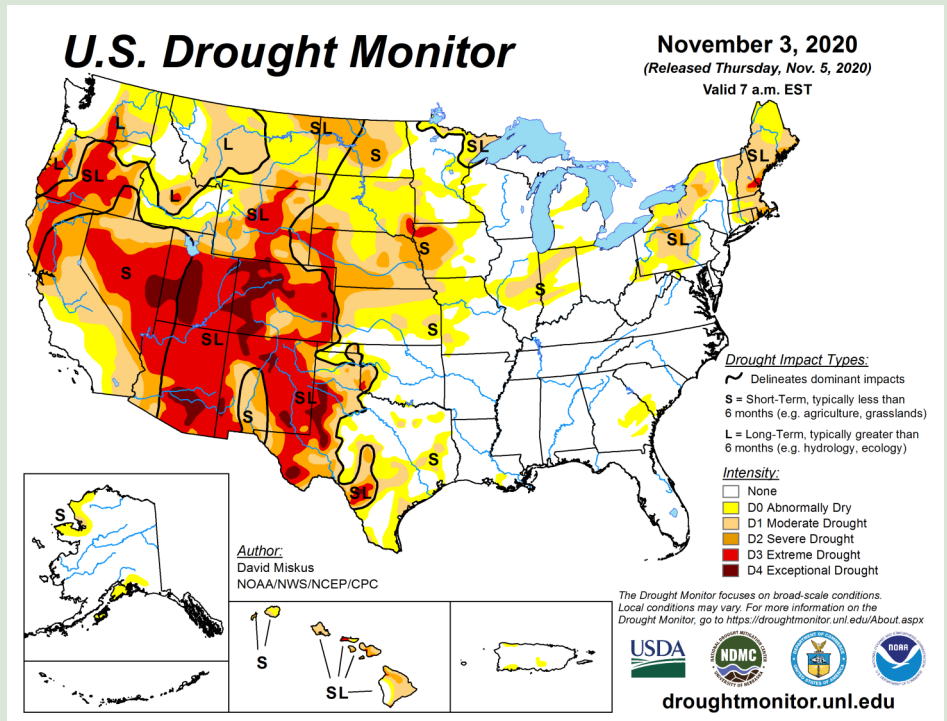 U.S. Drought Monitor
November 3, 2020
(Released Thursday, Nov. 5, 2020)
Valid 7 a.m. EST
L
SL
S
SL
L
L
SL
L
SL
S
SL
SL
S
S
SL
S
S
SL
S
SL
S
SL
Drought Impact Types:
Delineates dominant impacts
S = Short-Term, typically less than
6 months (e.g. agriculture, grasslands)
L = Long-Term, typically greater than
6 months (e.g. hydrology, ecology)
Intensity:
None
D0 Abnormally Dry
D1 Moderate Drought
D2 Severe Drought
D3 Extreme Drought
D4 Exceptional Drought
S
Author:
David Miskus
NOAA/NWS/NCEP/CPC
S
SL
The Drought Monitor focuses on broad-scale conditions.
Local conditions may vary. For more information on the
Drought Monitor, go to https://droughtmonitor.unl.edu/About.aspx
USDA
NDMC
NOAA
droughtmonitor.unl.edu